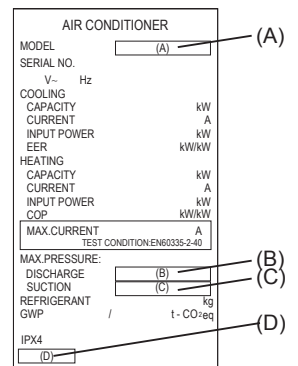 AIR CONDITIONER
MODEL (A) (A)
SERIAL NO.
V~ Hz
COOLING
CAPACITY kW
CURRENT A
INPUT POWER kW
EER kW/kW
HEATING
CAPACITY kW
CURRENT A
INPUT POWER kW
COP kW/kW
MAX.CURRENT A
TEST CONDITION:EN60335-2-40
MAX.PRESSURE:
DISCHARGE (B) (B)
SUCTION (C) (C)
REFRIGERANT kg
GWP / t - CO2eq
(D)
IPX4
(D)